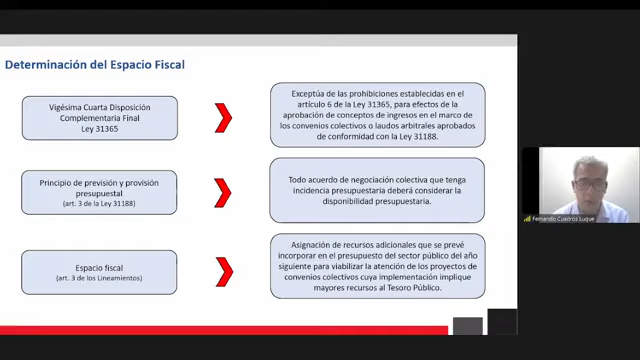 Determinación del Espacio Fiscal
Vigésima Cuarta Disposición
Complementaria Final
Ley 31365
Exceptúa de las prohibiciones establecidas en el
artículo 6 de la Ley 31365, para efectos de la
aprobación de conceptos de ingresos en el marco de
los convenios colectivos o laudos arbitrales aprobados
de conformidad con la Ley 31188.
Principio de previsión y provisión
presupuestal
(art. 3 de la Ley 31188)
Todo acuerdo de negociación colectiva que tenga
incidencia presupuestaria deberá considerar la
disponibilidad presupuestaria.
Espacio fiscal
(art. 3 de los Lineamientos)
Asignación de recursos adicionales que se prevé
incorporar en el presupuesto del sector público del año
siguiente para viabilizar la atención de los proyectos de
convenios colectivos cuya implementación implique
mayores recursos al Tesoro Público.
Fernando Cuadros Luque